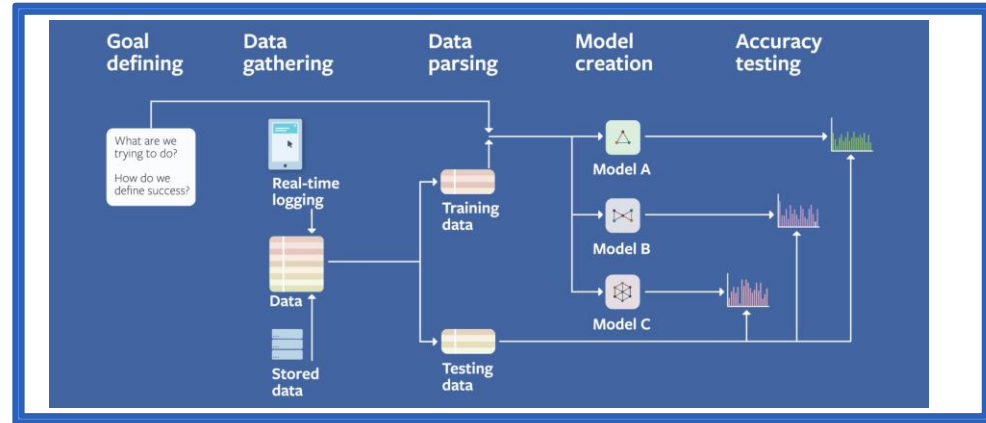 Goal
defining
Data
gathering
Data
parsing
Model
creation
Accuracy
testing
What are we
trying to do?
How do we
define success?
Real-time
logging
Data
Stored
data
Training
data
Testing
data
Model A
Model B
Model C